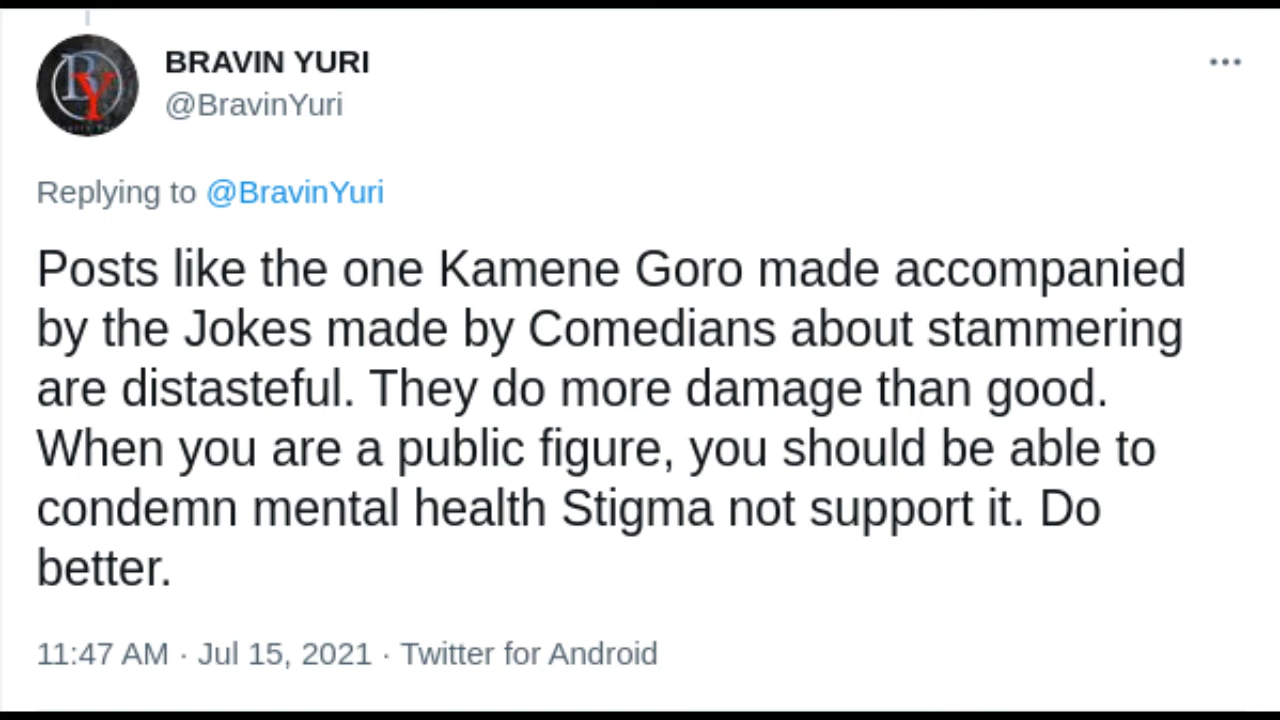 BRAVIN YURI
@BravinYuri
Replying to @BravinYuri
Posts like the one Kamene Goro made accompanied
by the Jokes made by Comedians about stammering
are distasteful. They do more damage than good.
When you are a public figure, you should be able to
condemn mental health Stigma not support it. Do
better.
11:47 AM · Jul 15, 2021 · Twitter for Android